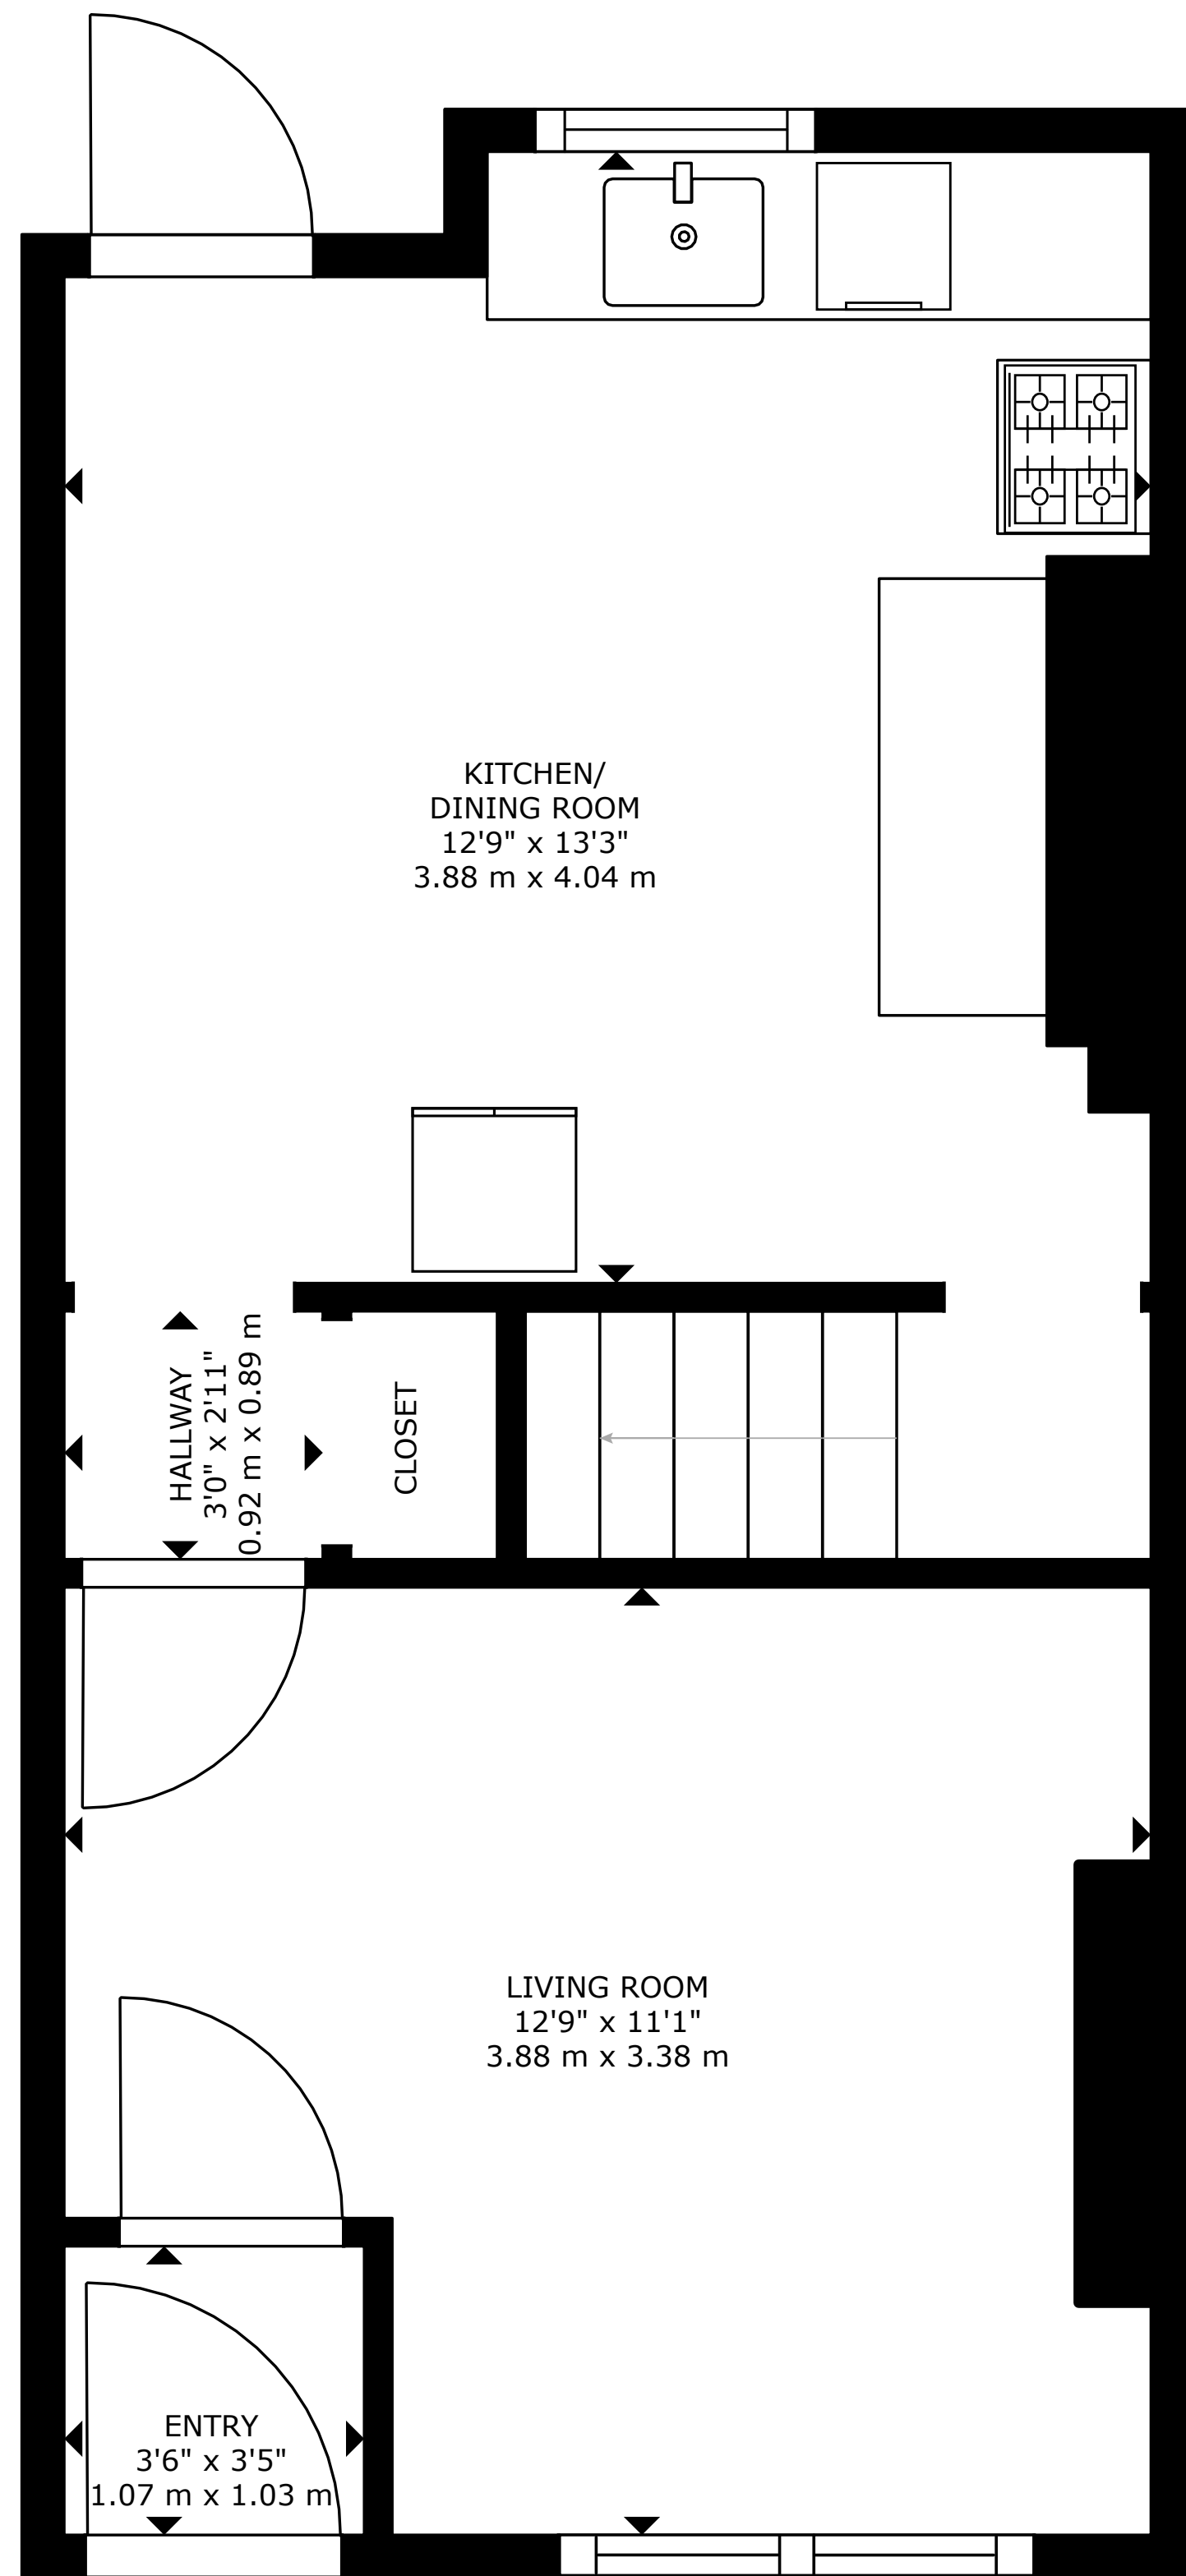 KITCHEN/
DINING ROOM
12'9" x 13'3"
3.88 m x 4.04 m
HALLWAY
3'0" x 2'11"
0.92 m x 0.89 m
CLOSET
LIVING ROOM
12'9" x 11'1"
3.88 m x 3.38 m
ENTRY
3'6" x 3'5"
1.07 m x 1.03 m